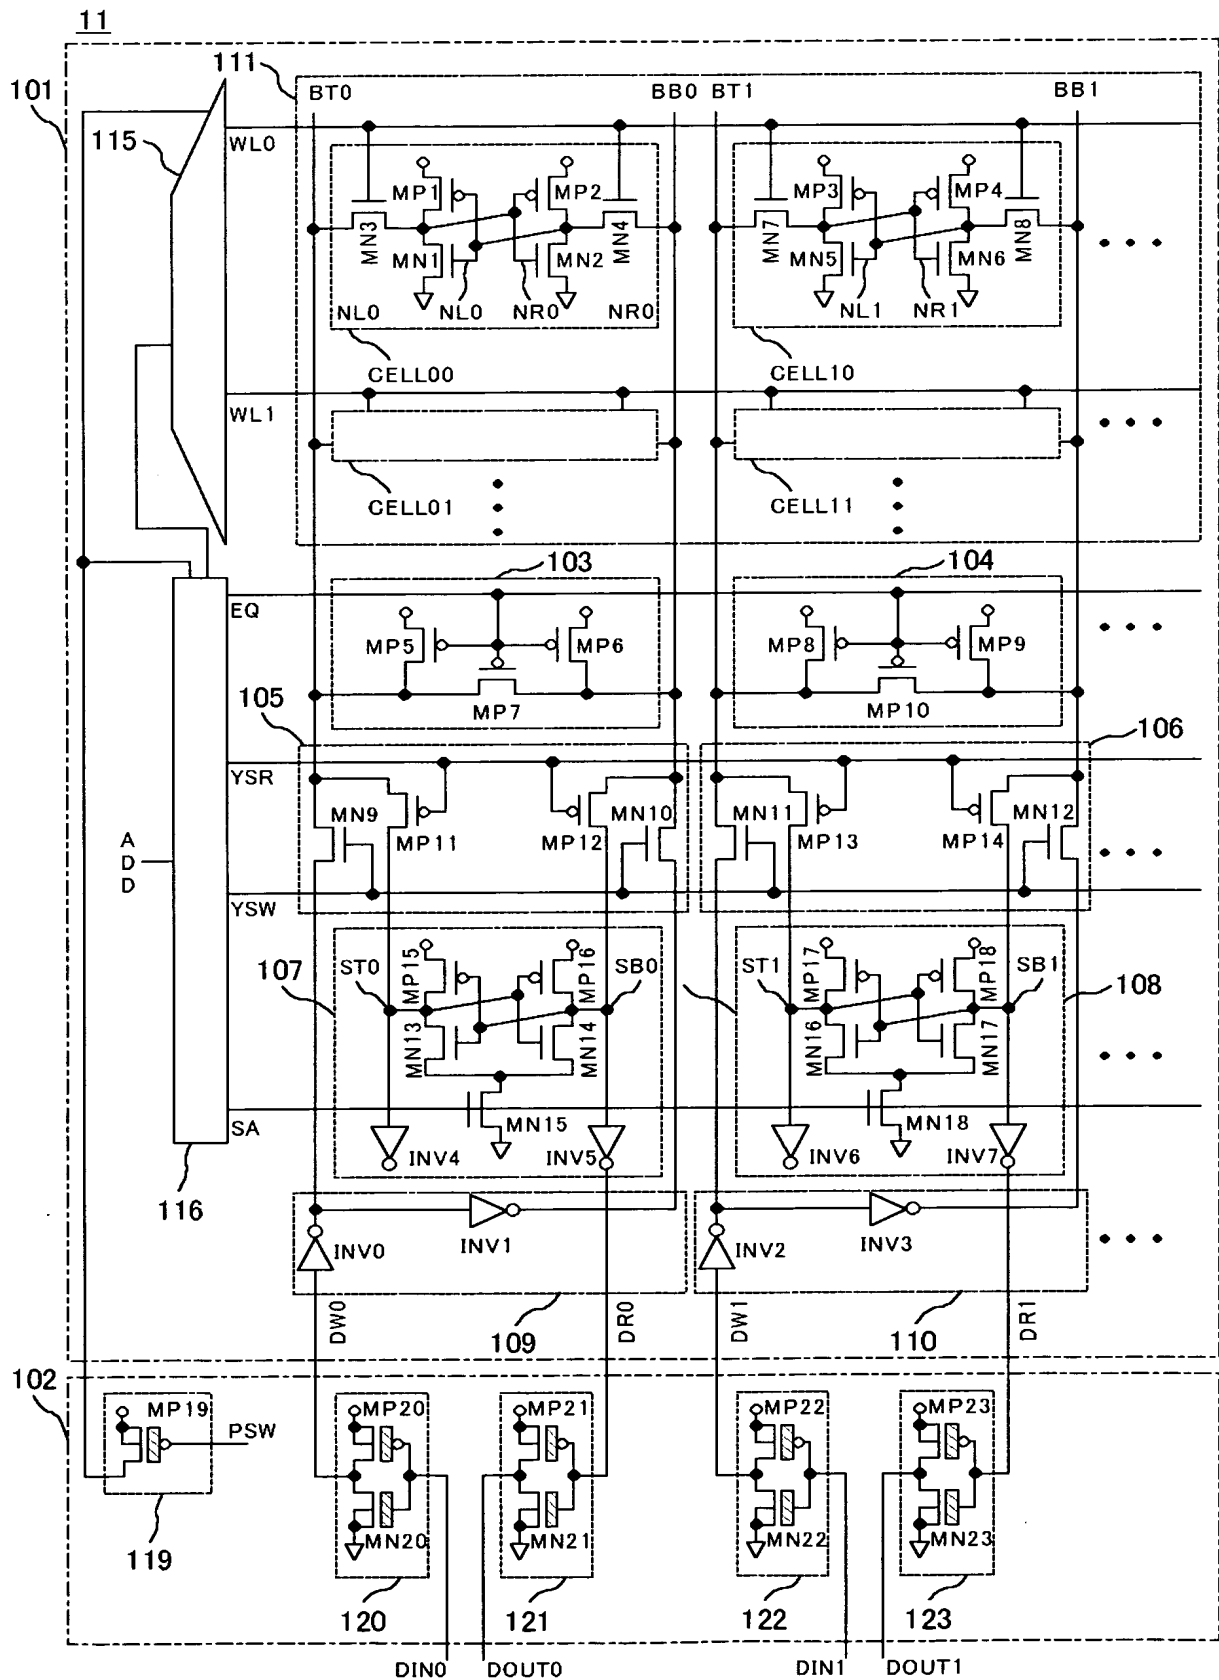 11
101
111
BT0
BB0
BT1
BB1
115
WL0
MP1
MP2
MP3
MP4
MN3
MN4
MN7
MN8
MN1
MN2
MN5
MN6
NL0
NL0
NR0
NR0
NL1
NR1
CELL00
CELL10
WL1
CELL01
CELL11
103
104
EQ
MP5
MP6
MP8
MP9
MP7
MP10
105
106
YSR
MN9
MN10
MN11
MN12
MP11
MP12
MP13
MP14
ADD
YSW
107
ST0
MP15
MP16
SB0
ST1
MP17
MP18
SB1
108
MN13
MN14
MN16
MN17
SA
MN15
MN18
INV4
INV5
INV6
INV7
116
INV0
INV1
INV2
INV3
DW0
109
DR0
DW1
110
DR1
102
MP19
PSW
MP20
MP21
MP22
MP23
119
MN20
MN21
MN22
MN23
120
121
122
123
DIN0
DOUT0
DIN1
DOUT1